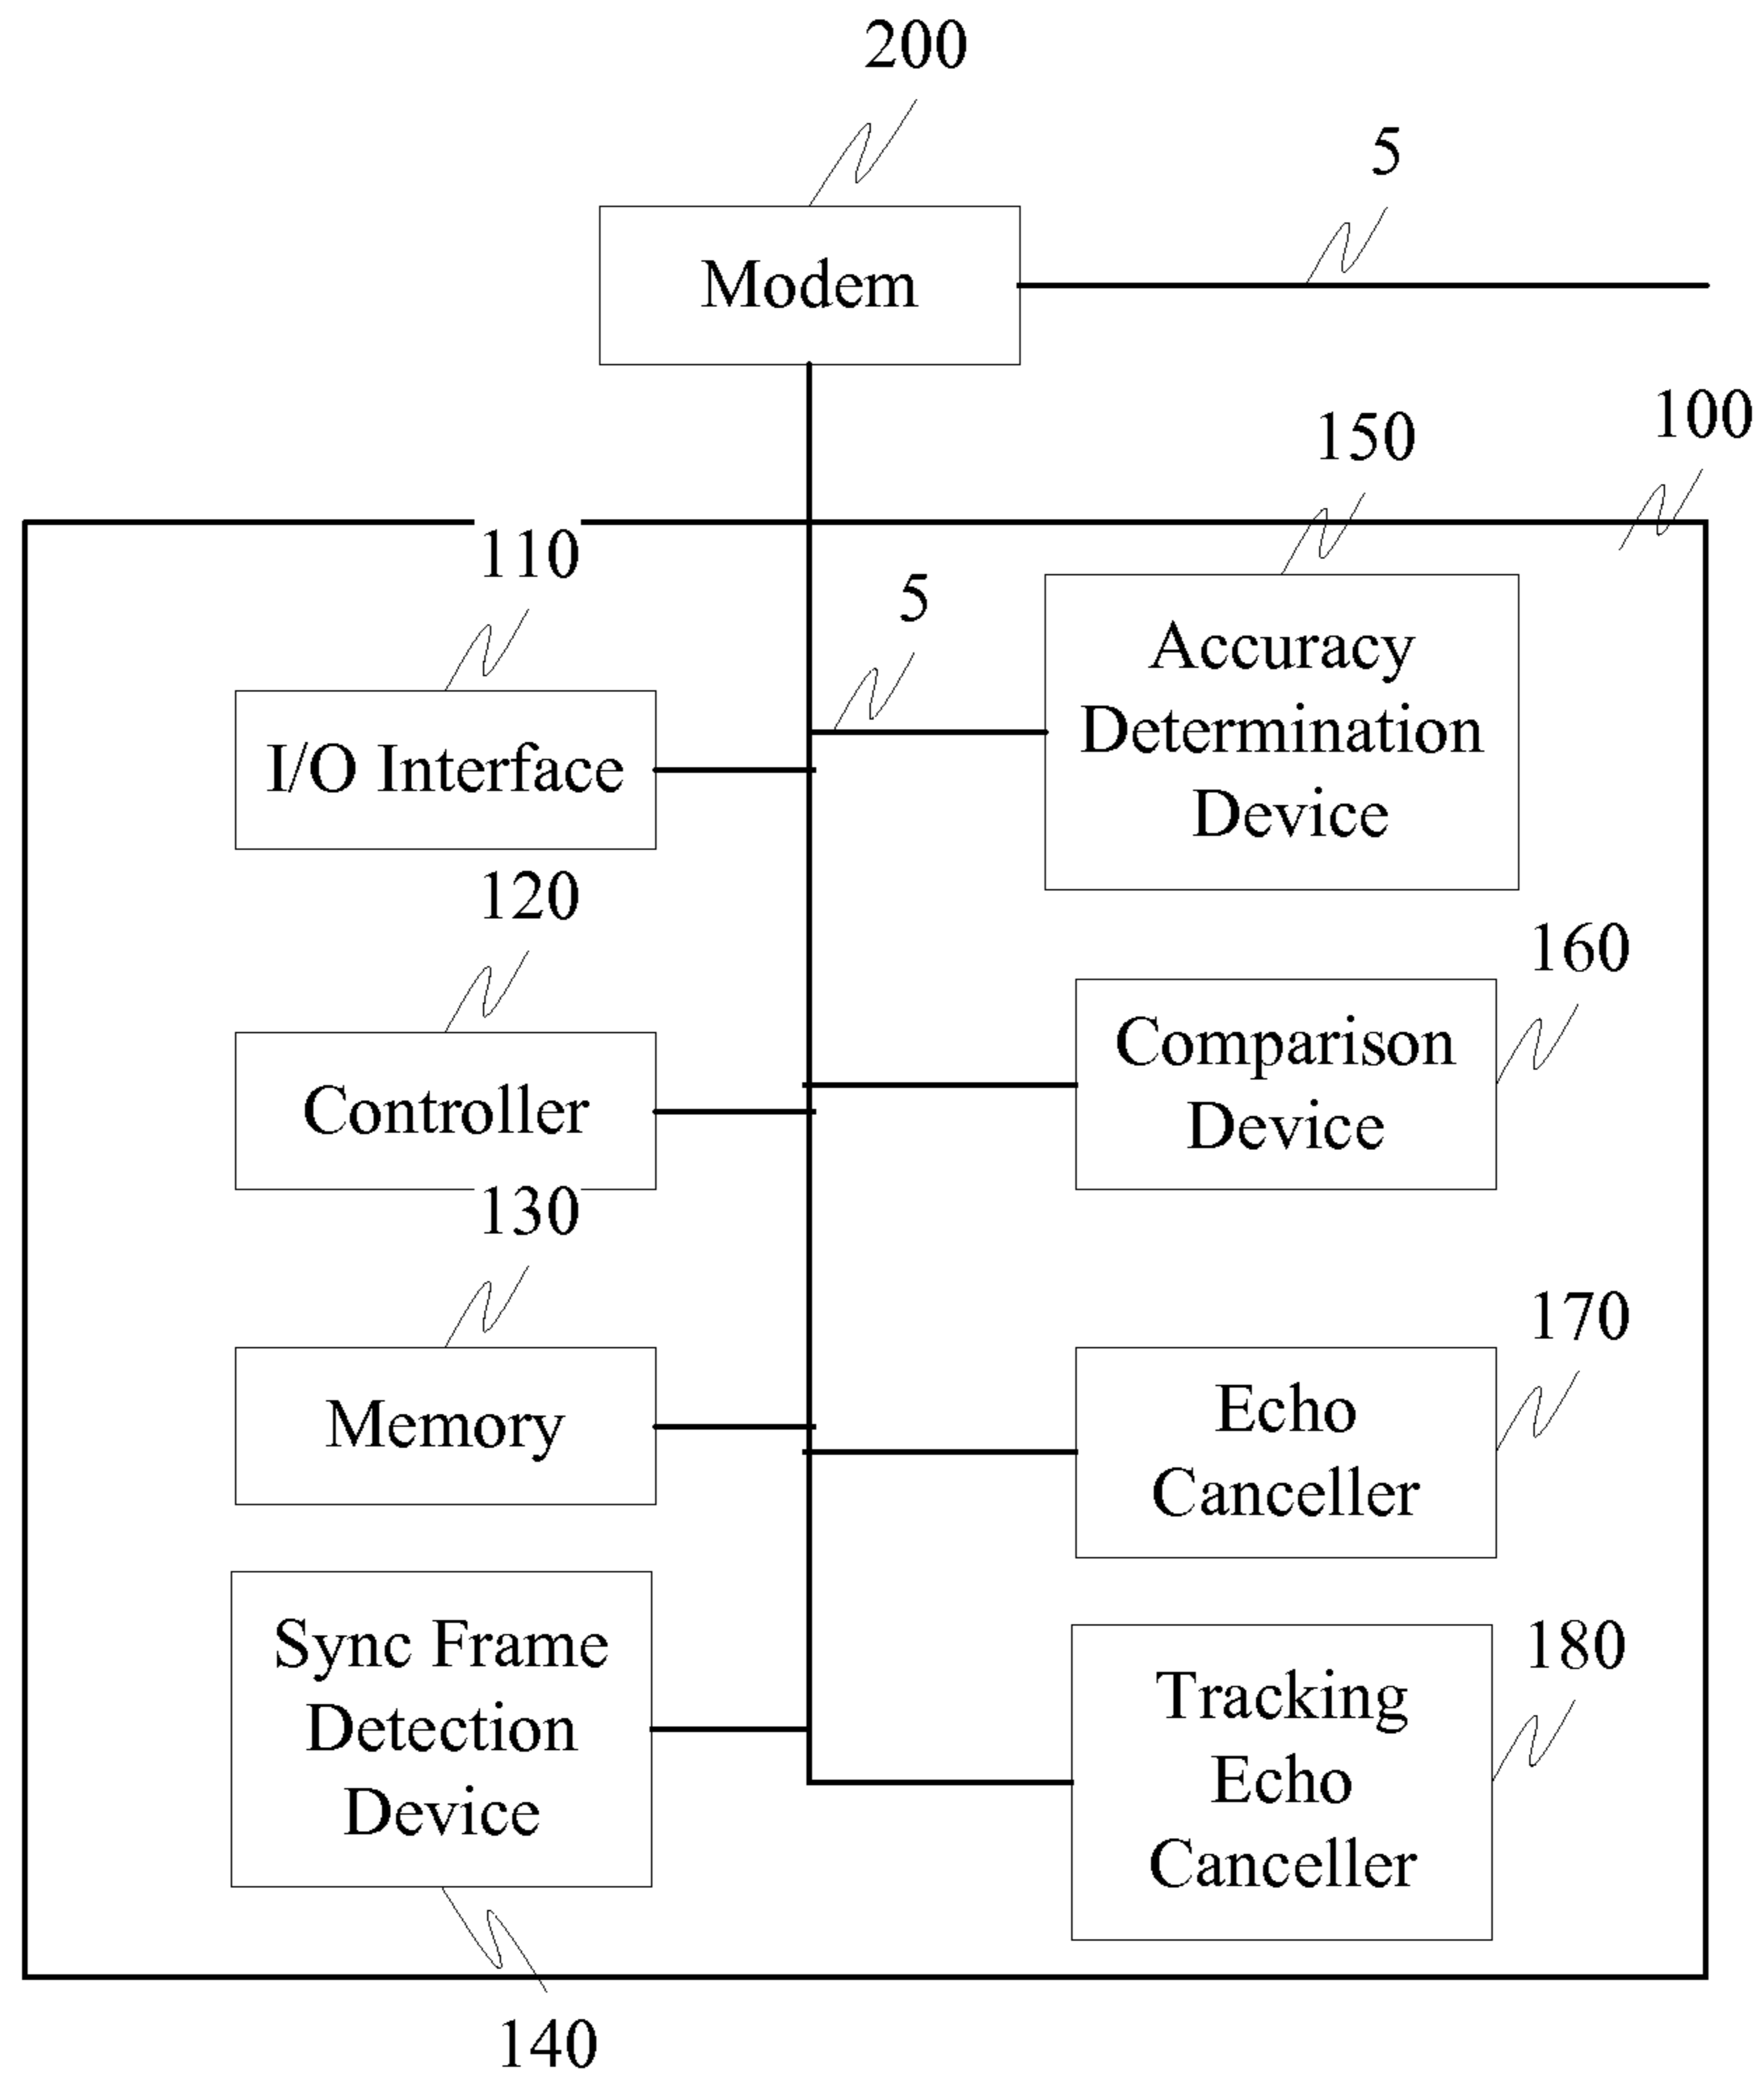 200
5
Modem
100
150
110
5
Accuracy
Determination
Device
I/O Interface
120
160
Comparison
Device
Controller
130
170
Echo
Canceller
Memory
180
Sync Frame
Detection
Device
Tracking
Echo
Canceller
140